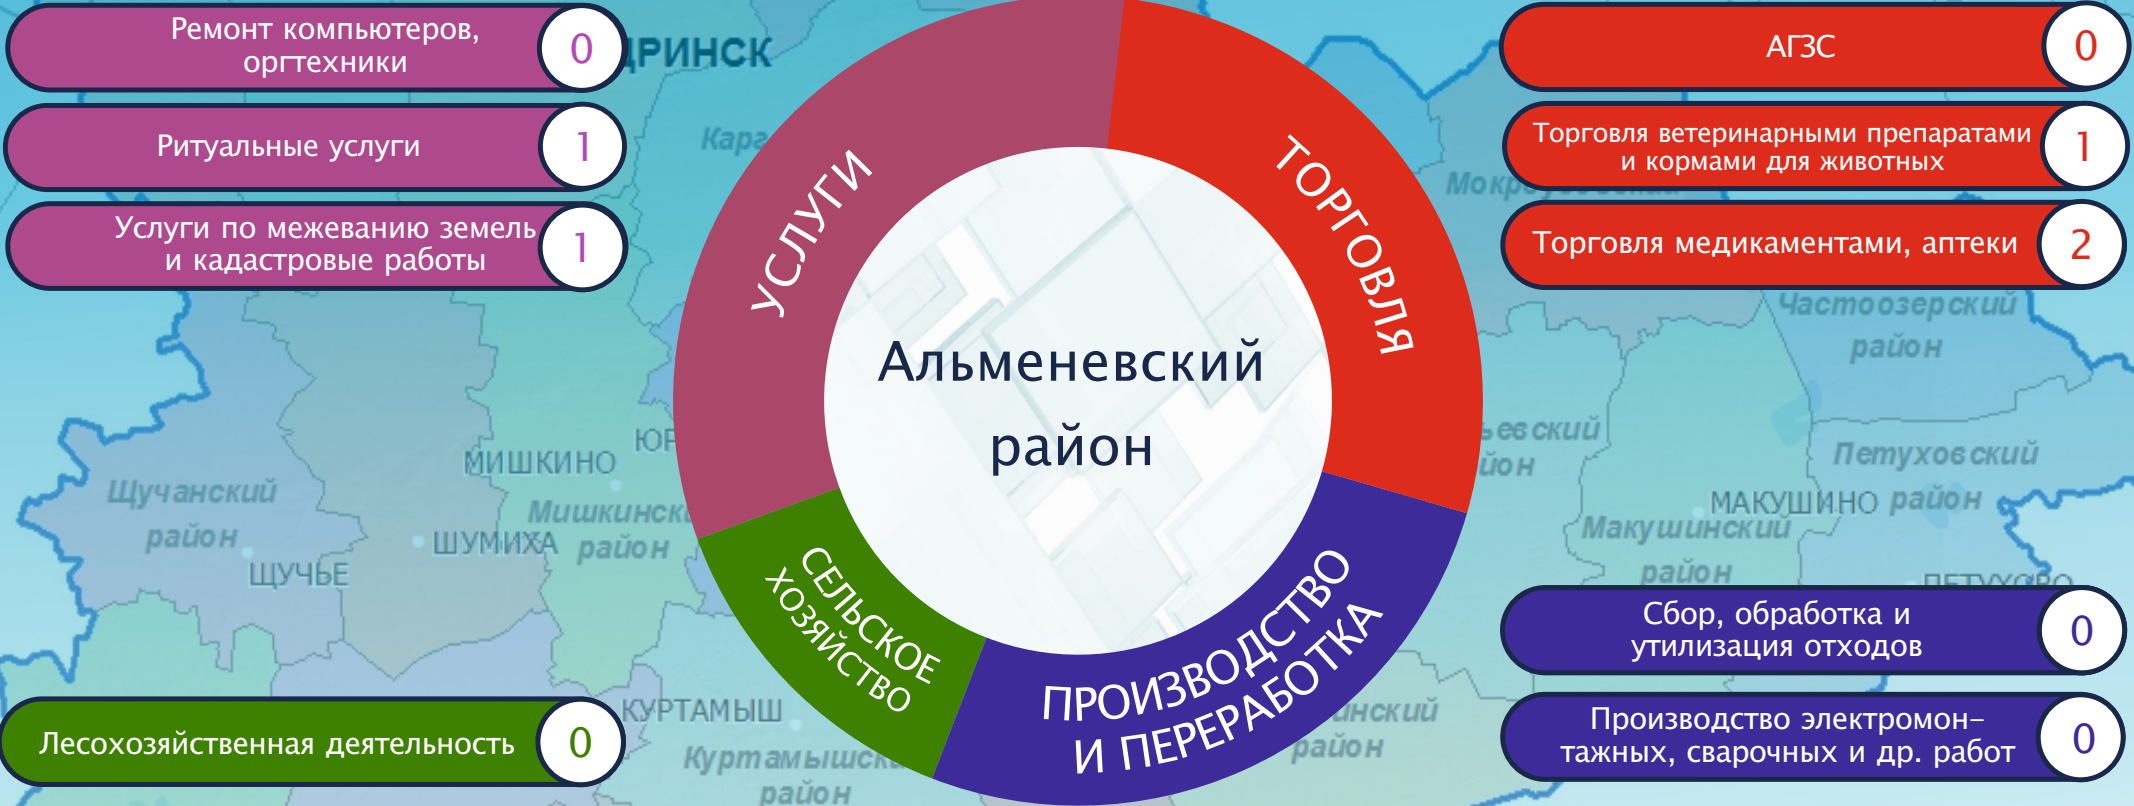 Ремонт компьютеров,
оргтехники
0
Ритуальные услуги
1
Услуги по межеванию земель
и кадастровые работы
1
АГЗС
0
Торговля ветеринарными препаратами
и кормами для животных
1
Торговля медикаментами, аптеки
2
УСЛУГИ
ТОРГОВЛЯ
Альменевский
район
СЕЛЬСКОЕ
ХОЗЯЙСТВО
ПРОИЗВОДСТВО
И ПЕРЕРАБОТКА
Лесохозяйственная деятельность
0
Сбор, обработка и
утилизация отходов
0
Производство электромон-
тажных, сварочных и др. работ
0
Частоозерский
район
МИШКИНО
Щучанский
район
ШУМИХА
район
ЩУЧЬЕ
Петуховский
район
МАКУШИНО
Макушинский
район
КУРТАМЫШ
район
район